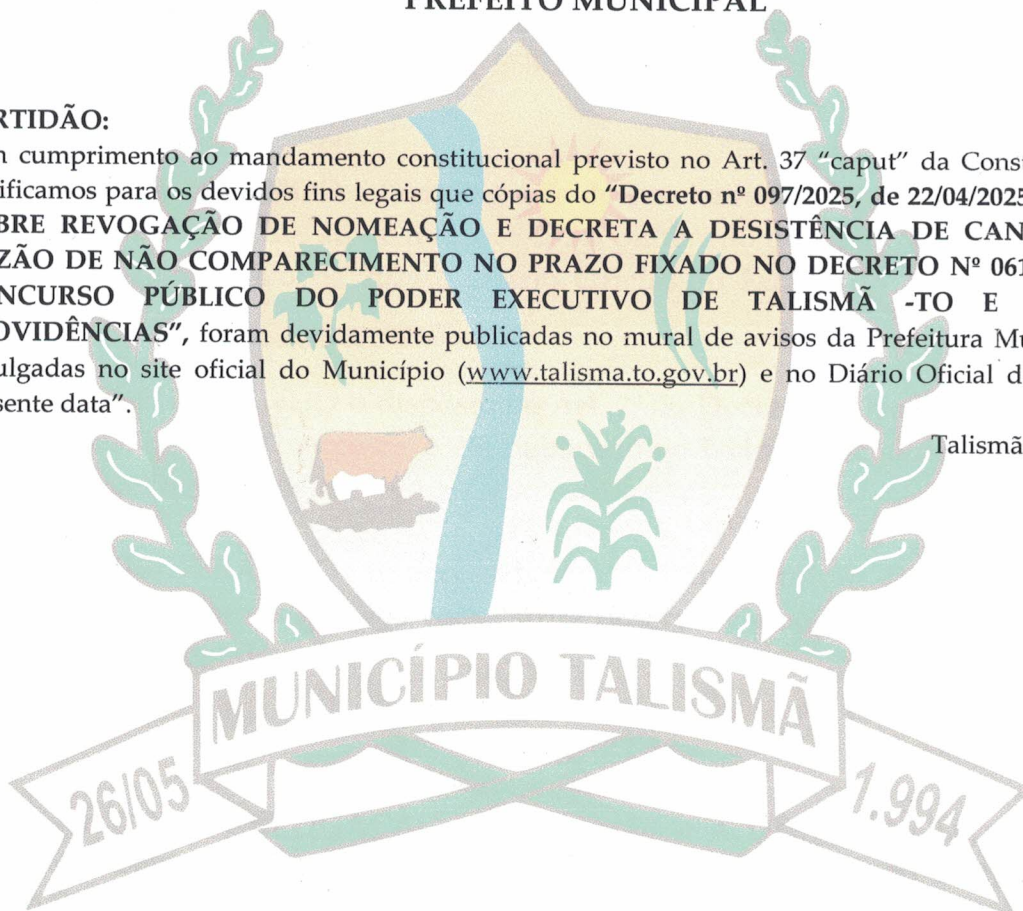 PREFEITO MUNICIPAL
RTIDÃO:
cumprimento ao mandamento constitucional previsto no Art. 37 "caput" da Cons
ificamos para os devidos fins legais que cópias do "Decreto nº 097/2025, de 22/04/2025
BRE REVOGAÇÃO DE NOMEAÇÃO E DECRETA A DESISTÊNCIA DE CAN
ZÃO DE NÃO COMPARECIMENTO NO PRAZO FIXADO NO DECRETO Nº 061
NCURSO PÚBLICO DO PODER EXECUTIVO DE TALISMÃ -TO E
OVIDÊNCIAS", foram devidamente publicadas no mural de avisos da Prefeitura Mu
ulgadas no site oficial do Município (www.talisma.to.gov.br) e no Diário Oficial d
sente data".
Talismã
MUNICÍPIO TALISMÃ
26/05 1.994